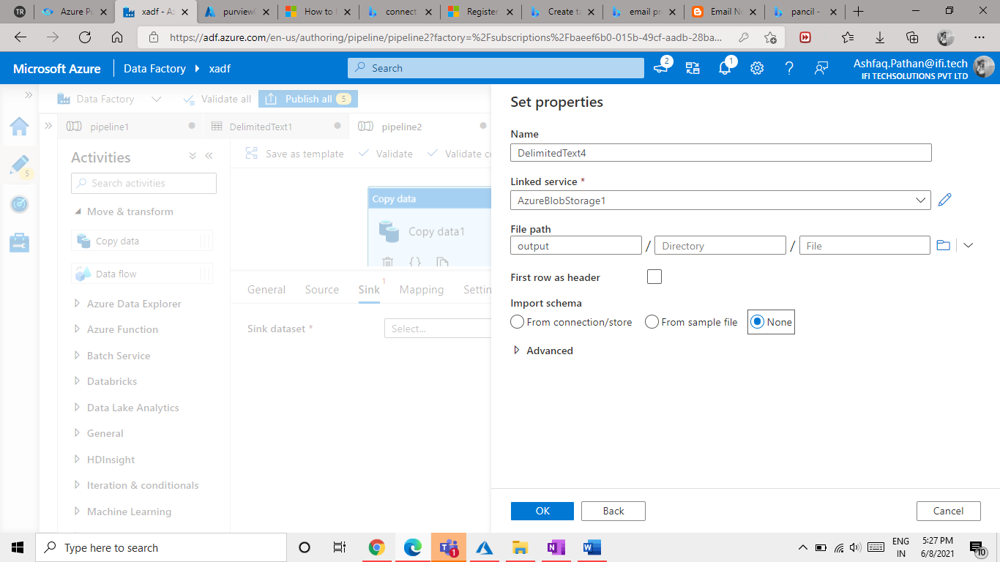 TR
Azure Pu
xadf - A
purview
How to
connect
Register
Create ta
email pr
Email No
pancil -
https://adf.azure.com/en-us/authoring/pipeline/pipeline2?factory=%2Fsubscriptions%2Fbaeef6b0-015b-49cf-aadb-28ba...
Microsoft Azure
Data Factory
xadf
Search
2
1
Ashfaq.Pathan@ifi.tech
IFI TECHSOLUTIONS PVT LTD
Data Factory
Validate all
Publish all 5
Set properties
pipeline1
DelimitedText1
pipeline2
Name
DelimitedText4
5
Activities
Save as template
Validate
Validate co
Search activities
Linked service *
AzureBlobStorage1
Move & transform
Copy data
Copy data1
Copy data
Data flow
File path
output / Directory / File
First row as header
General
Source
Sink 1
Mapping
Settin
Import schema
From connection/store
From sample file
None
Sink dataset *
Select...
Advanced
Azure Data Explorer
Azure Function
Batch Service
Databricks
Data Lake Analytics
General
HDInsight
Iteration & conditionals
Machine Learning
OK
Back
Cancel
Type here to search
1
ENG
IN
5:27 PM
6/8/2021
10